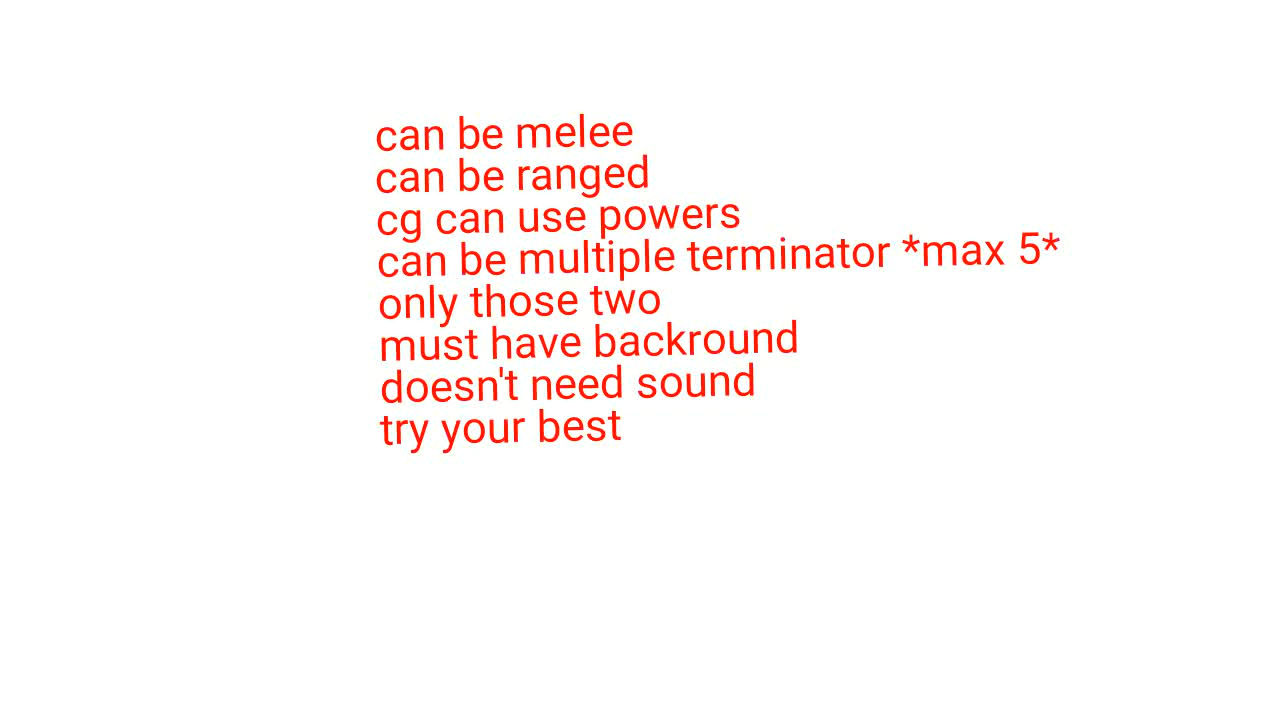 can be melee
can be ranged
cg can use powers
can be multiple terminator *max 5*
only those two
must have backround
doesn't need sound
try your best